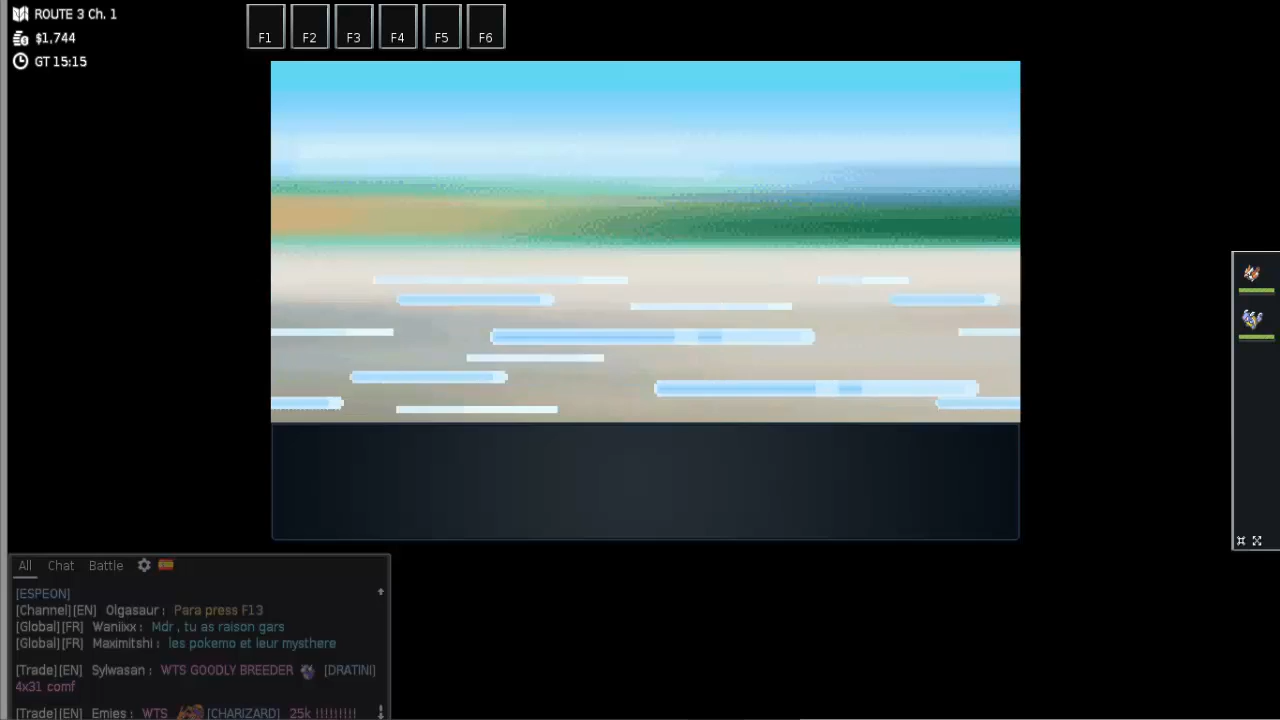 ROUTE 3 Ch. 1
$1,744
GT 15:15
F1 F2 F3 F4 F5 F6
All Chat Battle
[ESPEON]
[Channel][EN] Olgasaur : Para press F13
[Global][FR] Waniixx : Mdr , tu as raison gars
[Global][FR] Maximitshi : les pokemo et leur mysthere
[Trade][EN] Sylwasan : WTS GOODLY BREEDER [DRATINI]
4x31 comf
[Trade][EN] Emies : WTS [CHARIZARD] 25k !!!!!!!!!